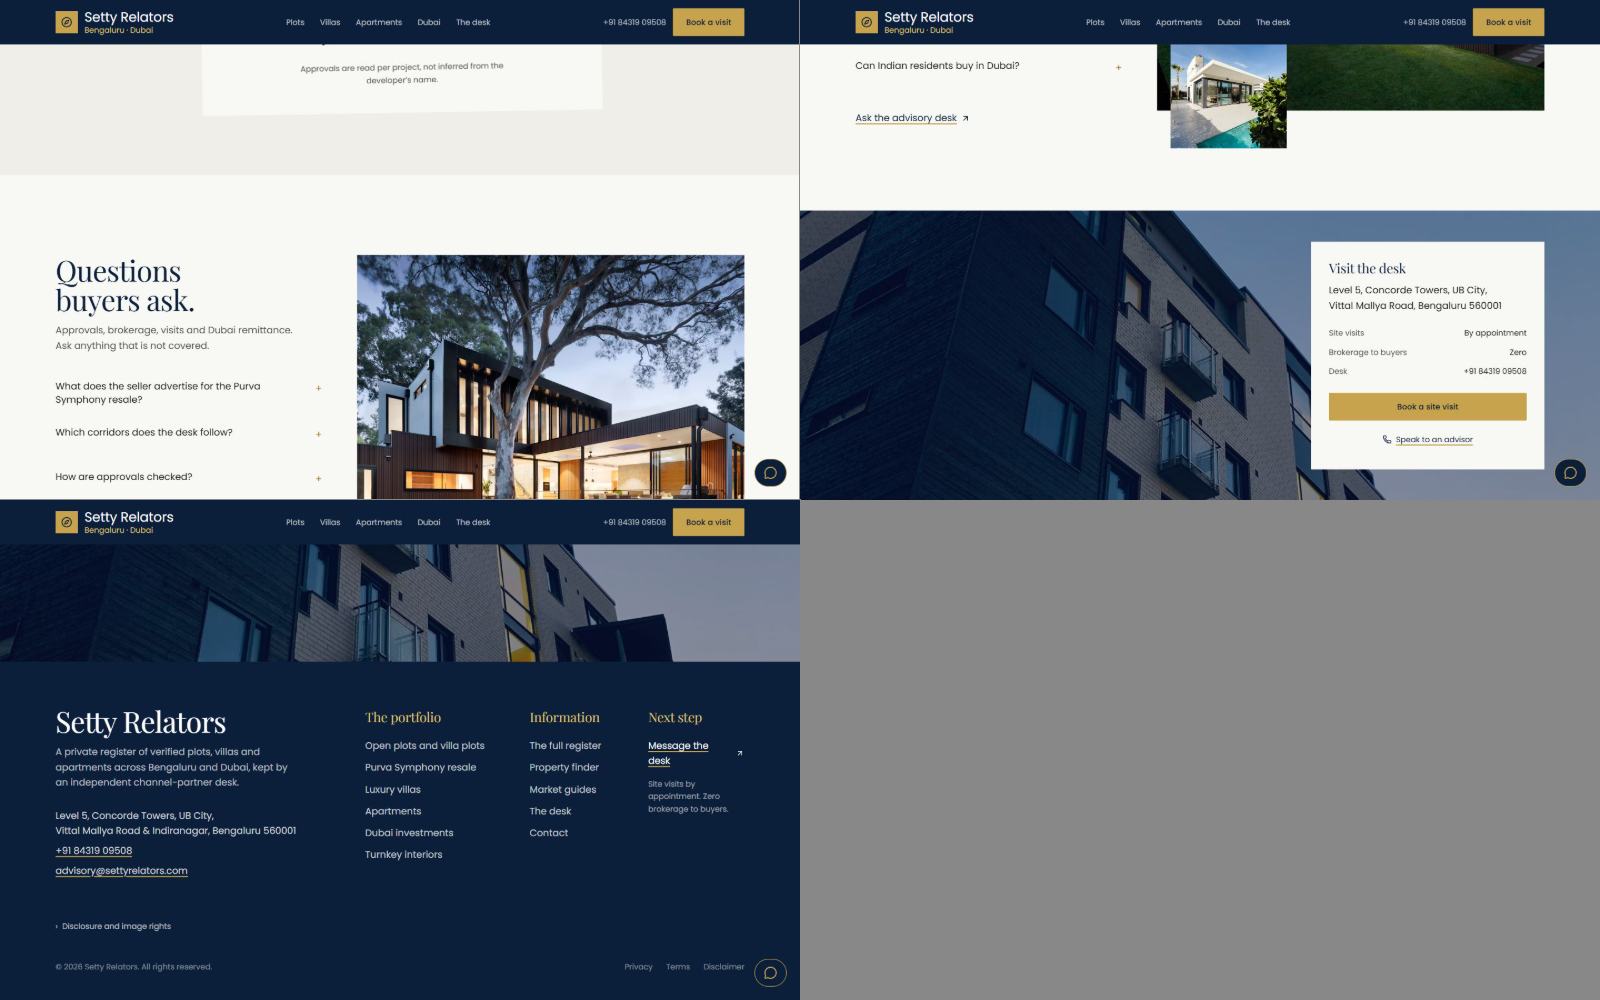 Setty Relators
Bengaluru · Dubai
Plots Villas Apartments Dubai The desk
+91 84319 09508
Book a visit
Approvals are read per project, not inferred from the
developer's name.
Questions
buyers ask.
Approvals, brokerage, visits and Dubai remittance.
Ask anything that is not covered.
What does the seller advertise for the Purva
Symphony resale?
+
Which corridors does the desk follow?
+
How are approvals checked?
+
Setty Relators
Bengaluru · Dubai
Plots Villas Apartments Dubai The desk
+91 84319 09508
Book a visit
Can Indian residents buy in Dubai?
+
Ask the advisory desk
Visit the desk
Level 5, Concorde Towers, UB City,
Vittal Mallya Road, Bengaluru 560001
Site visits By appointment
Brokerage to buyers Zero
Desk +91 84319 09508
Book a site visit
Speak to an advisor
Setty Relators
Bengaluru · Dubai
Plots Villas Apartments Dubai The desk
+91 84319 09508
Book a visit
Setty Relators
A private register of verified plots, villas and
apartments across Bengaluru and Dubai, kept by
an independent channel-partner desk.
Level 5, Concorde Towers, UB City,
Vittal Mallya Road & Indiranagar, Bengaluru 560001
+91 84319 09508
advisory@settyrelators.com
The portfolio
Open plots and villa plots
Purva Symphony resale
Luxury villas
Apartments
Dubai investments
Turnkey interiors
Information
The full register
Property finder
Market guides
The desk
Contact
Next step
Message the
desk
Site visits by
appointment. Zero
brokerage to buyers.
› Disclosure and image rights
© 2026 Setty Relators. All rights reserved.
Privacy Terms Disclaimer